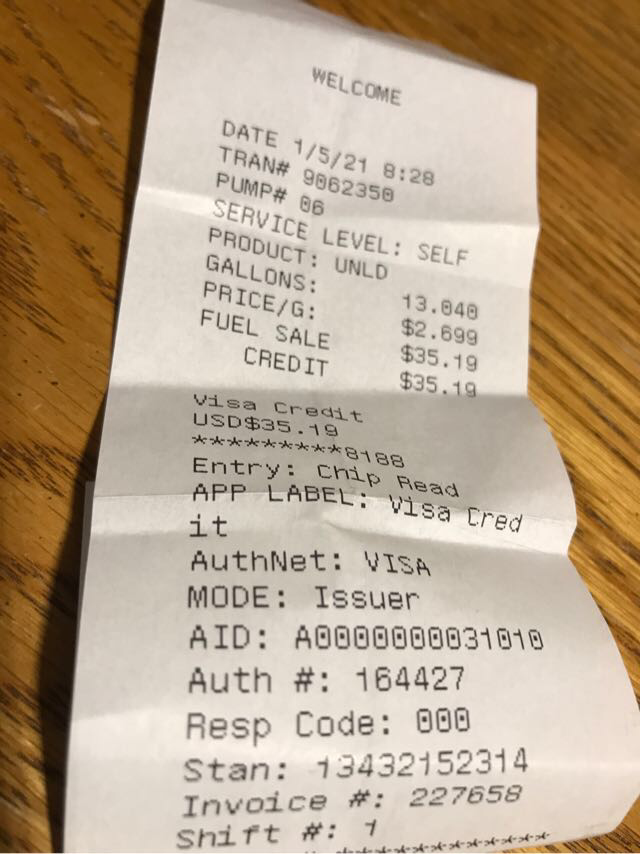 WELCOME
DATE 1/5/21 8:28
TRAN# 9062350
PUMP# 06
SERVICE LEVEL: SELF
PRODUCT: UNLD
GALLONS: 13.040
PRICE/G: $2.699
FUEL SALE $35.19
CREDIT $35.19
Visa Credit
USD$35.19
*********8188
Entry: Chip Read
APP LABEL: Visa Cred
it
AuthNet: VISA
MODE: Issuer
AID: A0000000031010
Auth #: 164427
Resp Code: 000
Stan: 13432152314
Invoice #: 227658
Shift #: 1